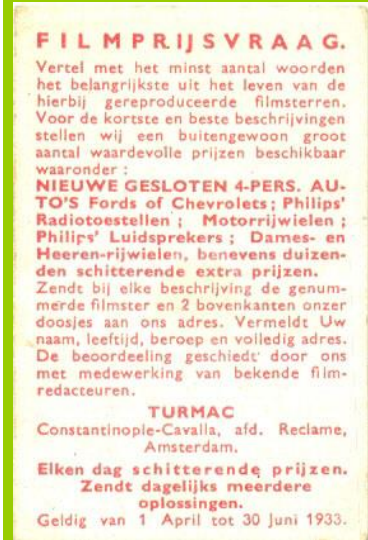 FILMPRIJSVRAAG.
Vertel met het minst aantal woorden
het belangrijkste uit het leven van de
hierbij gereproduceerde filmsterren.
Voor de kortste en beste beschrijvingen
stellen wij een buitengewoon groot
aantal waardevolle prijzen beschikbaar
waaronder :
NIEUWE GESLOTEN 4-PERS. AU-
TO'S Fords of Chevrolets ; Philips'
Radiotoestellen ; Motorrijwielen ;
Philips' Luidsprekers ; Dames- en
Heeren-rijwielen, benevens duizen-
den schitterende extra prijzen.
Zendt bij elke beschrijving de genum-
merde filmster en 2 bovenkanten onzer
doosjes aan ons adres. Vermeldt Uw
naam, leeftijd, beroep en volledig adres.
De beoordeeling geschiedt door ons
met medewerking van bekende film-
redacteuren.
TURMAC
Constantinople-Cavalla, afd. Reclame,
Amsterdam.
Elken dag schitterende prijzen.
Zendt dagelijks meerdere
oplossingen.
Geldig van 1 April tot 30 Juni 1933.